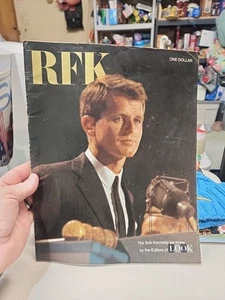 RFK
ONE DOLLAR
The Bob Kennedy we knew
by the Editors of LOOK